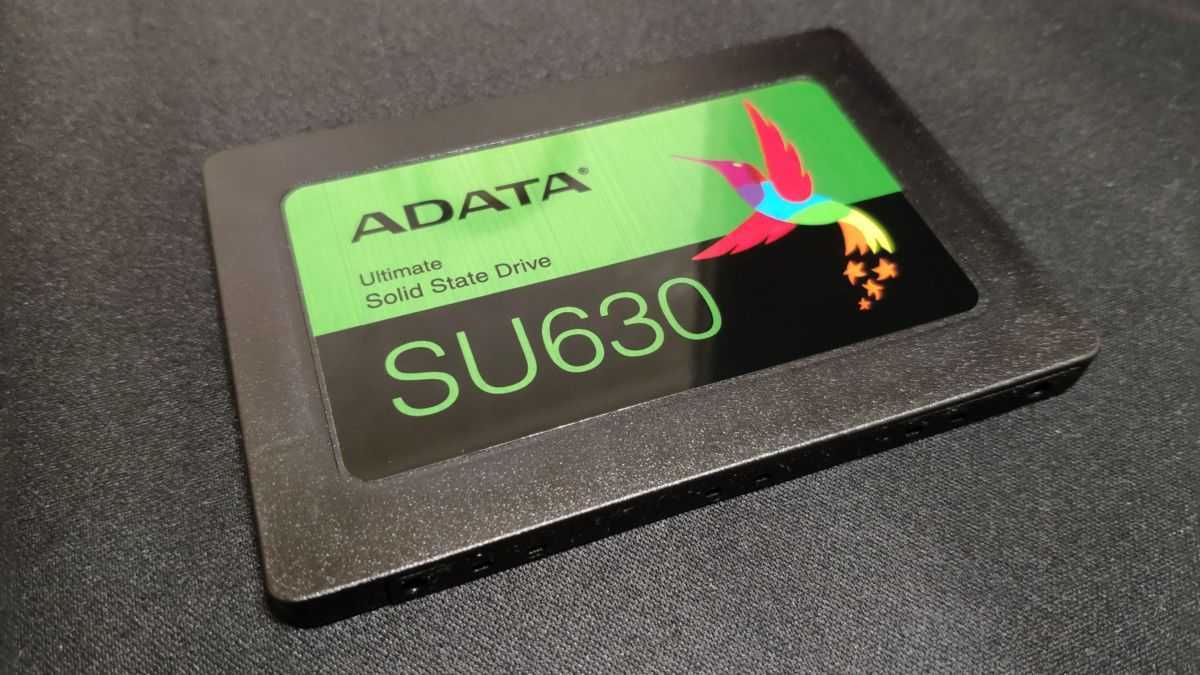 ADATA®
Ultimate
Solid State Drive
SU630